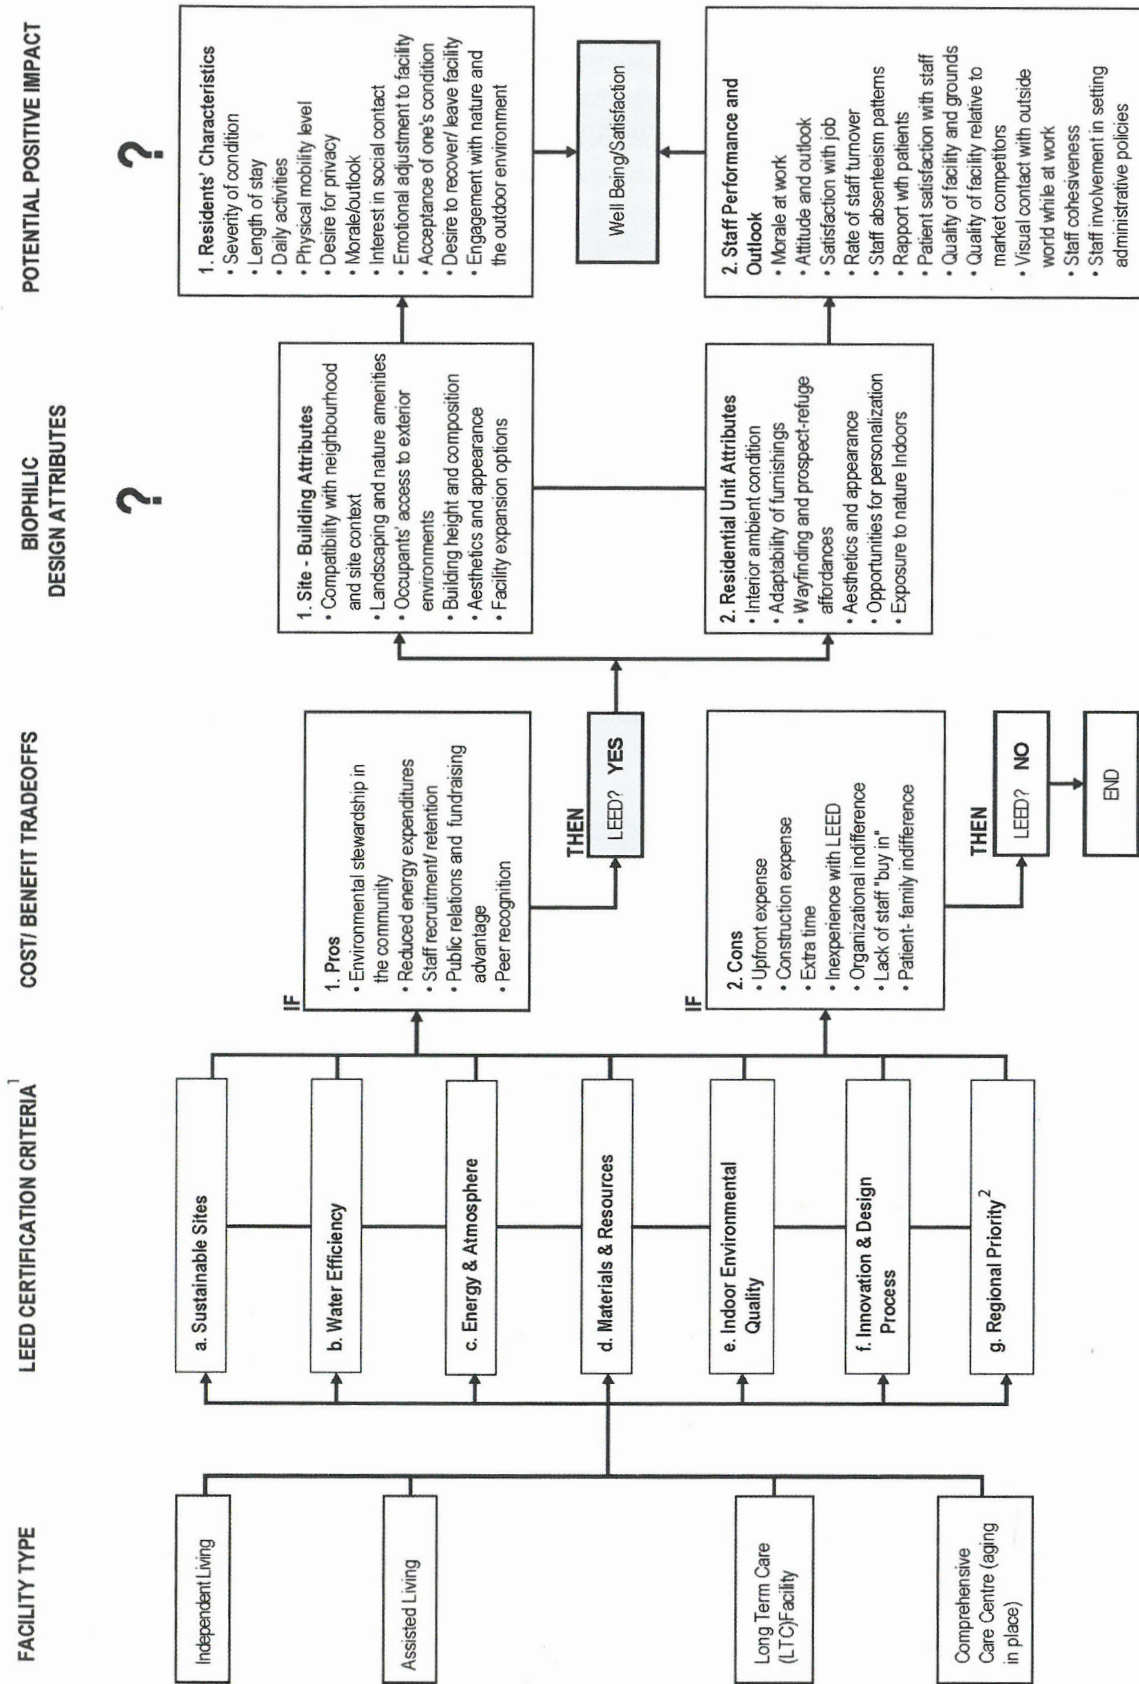 FACILITY TYPE
Independent Living
Assisted Living
Long Term Care
(LTC)Facility
Comprehensive
Care Centre (aging
in place)
LEED CERTIFICATION CRITERIA 1
a. Sustainable Sites
b. Water Efficiency
c. Energy & Atmosphere
d. Materials & Resources
e. Indoor Environmental
Quality
f. Innovation & Design
Process
g. Regional Priority 2
COST/ BENEFIT TRADEOFFS
IF
1. Pros
• Environmental stewardship in
the community
• Reduced energy expenditures
• Staff recruitment/ retention
• Public relations and fundraising
advantage
• Peer recognition
THEN
LEED? YES
IF
2. Cons
• Upfront expense
• Construction expense
• Extra time
• Inexperience with LEED
• Organizational indifference
• Lack of staff "buy in"
• Patient- family indifference
THEN
LEED? NO
END
BIOPHILIC
DESIGN ATTRIBUTES
?
1. Site - Building Attributes
• Compatibility with neighbourhood
and site context
• Landscaping and nature amenities
• Occupants' access to exterior
environments
• Building height and composition
• Aesthetics and appearance
• Facility expansion options
2. Residential Unit Attributes
• Interior ambient condition
• Adaptability of furnishings
• Wayfinding and prospect-refuge
affordances
• Aesthetics and appearance
• Opportunities for personalization
• Exposure to nature Indoors
POTENTIAL POSITIVE IMPACT
?
1. Residents' Characteristics
• Severity of condition
• Length of stay
• Daily activities
• Physical mobility level
• Desire for privacy
• Morale/outlook
• Interest in social contact
• Emotional adjustment to facility
• Acceptance of one's condition
• Desire to recover/ leave facility
• Engagement with nature and
the outdoor environment
Well Being/Satisfaction
2. Staff Performance and
Outlook
• Morale at work
• Attitude and outlook
• Satisfaction with job
• Rate of staff turnover
• Staff absenteeism patterns
• Rapport wth patients
• Patient satisfaction with staff
• Quality of facility and grounds
• Quality of facility relative to
market competitors
• Visual contact with outside
world while at work
• Staff cohesiveness
• Staff involvement in setting
administrative policies